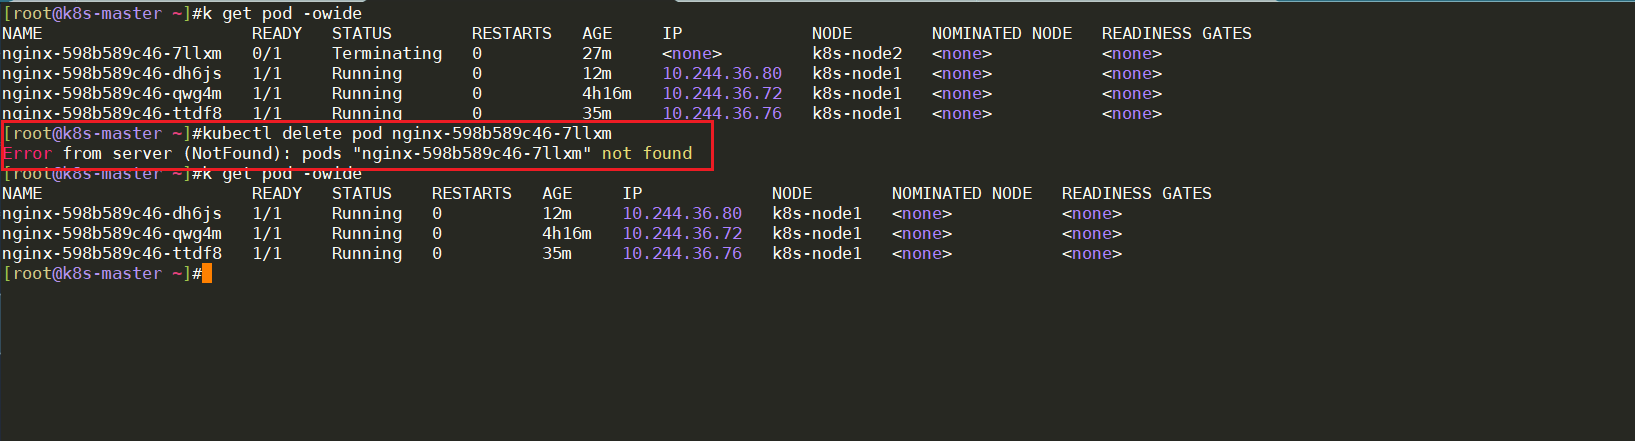 [root@k8s-master ~]#k get pod -owide
NAME                     READY   STATUS        RESTARTS   AGE     IP             NODE        NOMINATED NODE   READINESS GATES
nginx-598b589c46-7llxm   0/1     Terminating   0          27m     <none>         k8s-node2   <none>           <none>
nginx-598b589c46-dh6js   1/1     Running       0          12m     10.244.36.80   k8s-node1   <none>           <none>
nginx-598b589c46-qwg4m   1/1     Running       0          4h16m   10.244.36.72   k8s-node1   <none>           <none>
nginx-598b589c46-ttdf8   1/1     Running       0          35m     10.244.36.76   k8s-node1   <none>           <none>
[root@k8s-master ~]#kubectl delete pod nginx-598b589c46-7llxm
Error from server (NotFound): pods "nginx-598b589c46-7llxm" not found
[root@k8s-master ~]#k get pod -owide
NAME                     READY   STATUS    RESTARTS   AGE     IP             NODE        NOMINATED NODE   READINESS GATES
nginx-598b589c46-dh6js   1/1     Running   0          12m     10.244.36.80   k8s-node1   <none>           <none>
nginx-598b589c46-qwg4m   1/1     Running   0          4h16m   10.244.36.72   k8s-node1   <none>           <none>
nginx-598b589c46-ttdf8   1/1     Running   0          35m     10.244.36.76   k8s-node1   <none>           <none>
[root@k8s-master ~]#